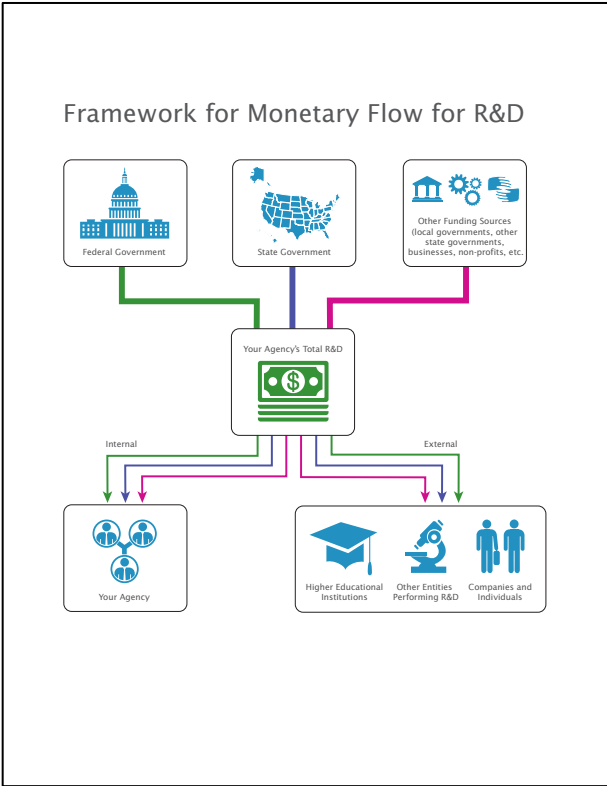 Framework for Monetary Flow for R&D
Federal Government
State Government
Other Funding Sources
(local governments, other
state governments,
businesses, non-profits, etc.
Your Agency's Total R&D
$
Internal
External
Your Agency
Higher Educational
Institutions
Other Entities
Performing R&D
Companies and
Individuals